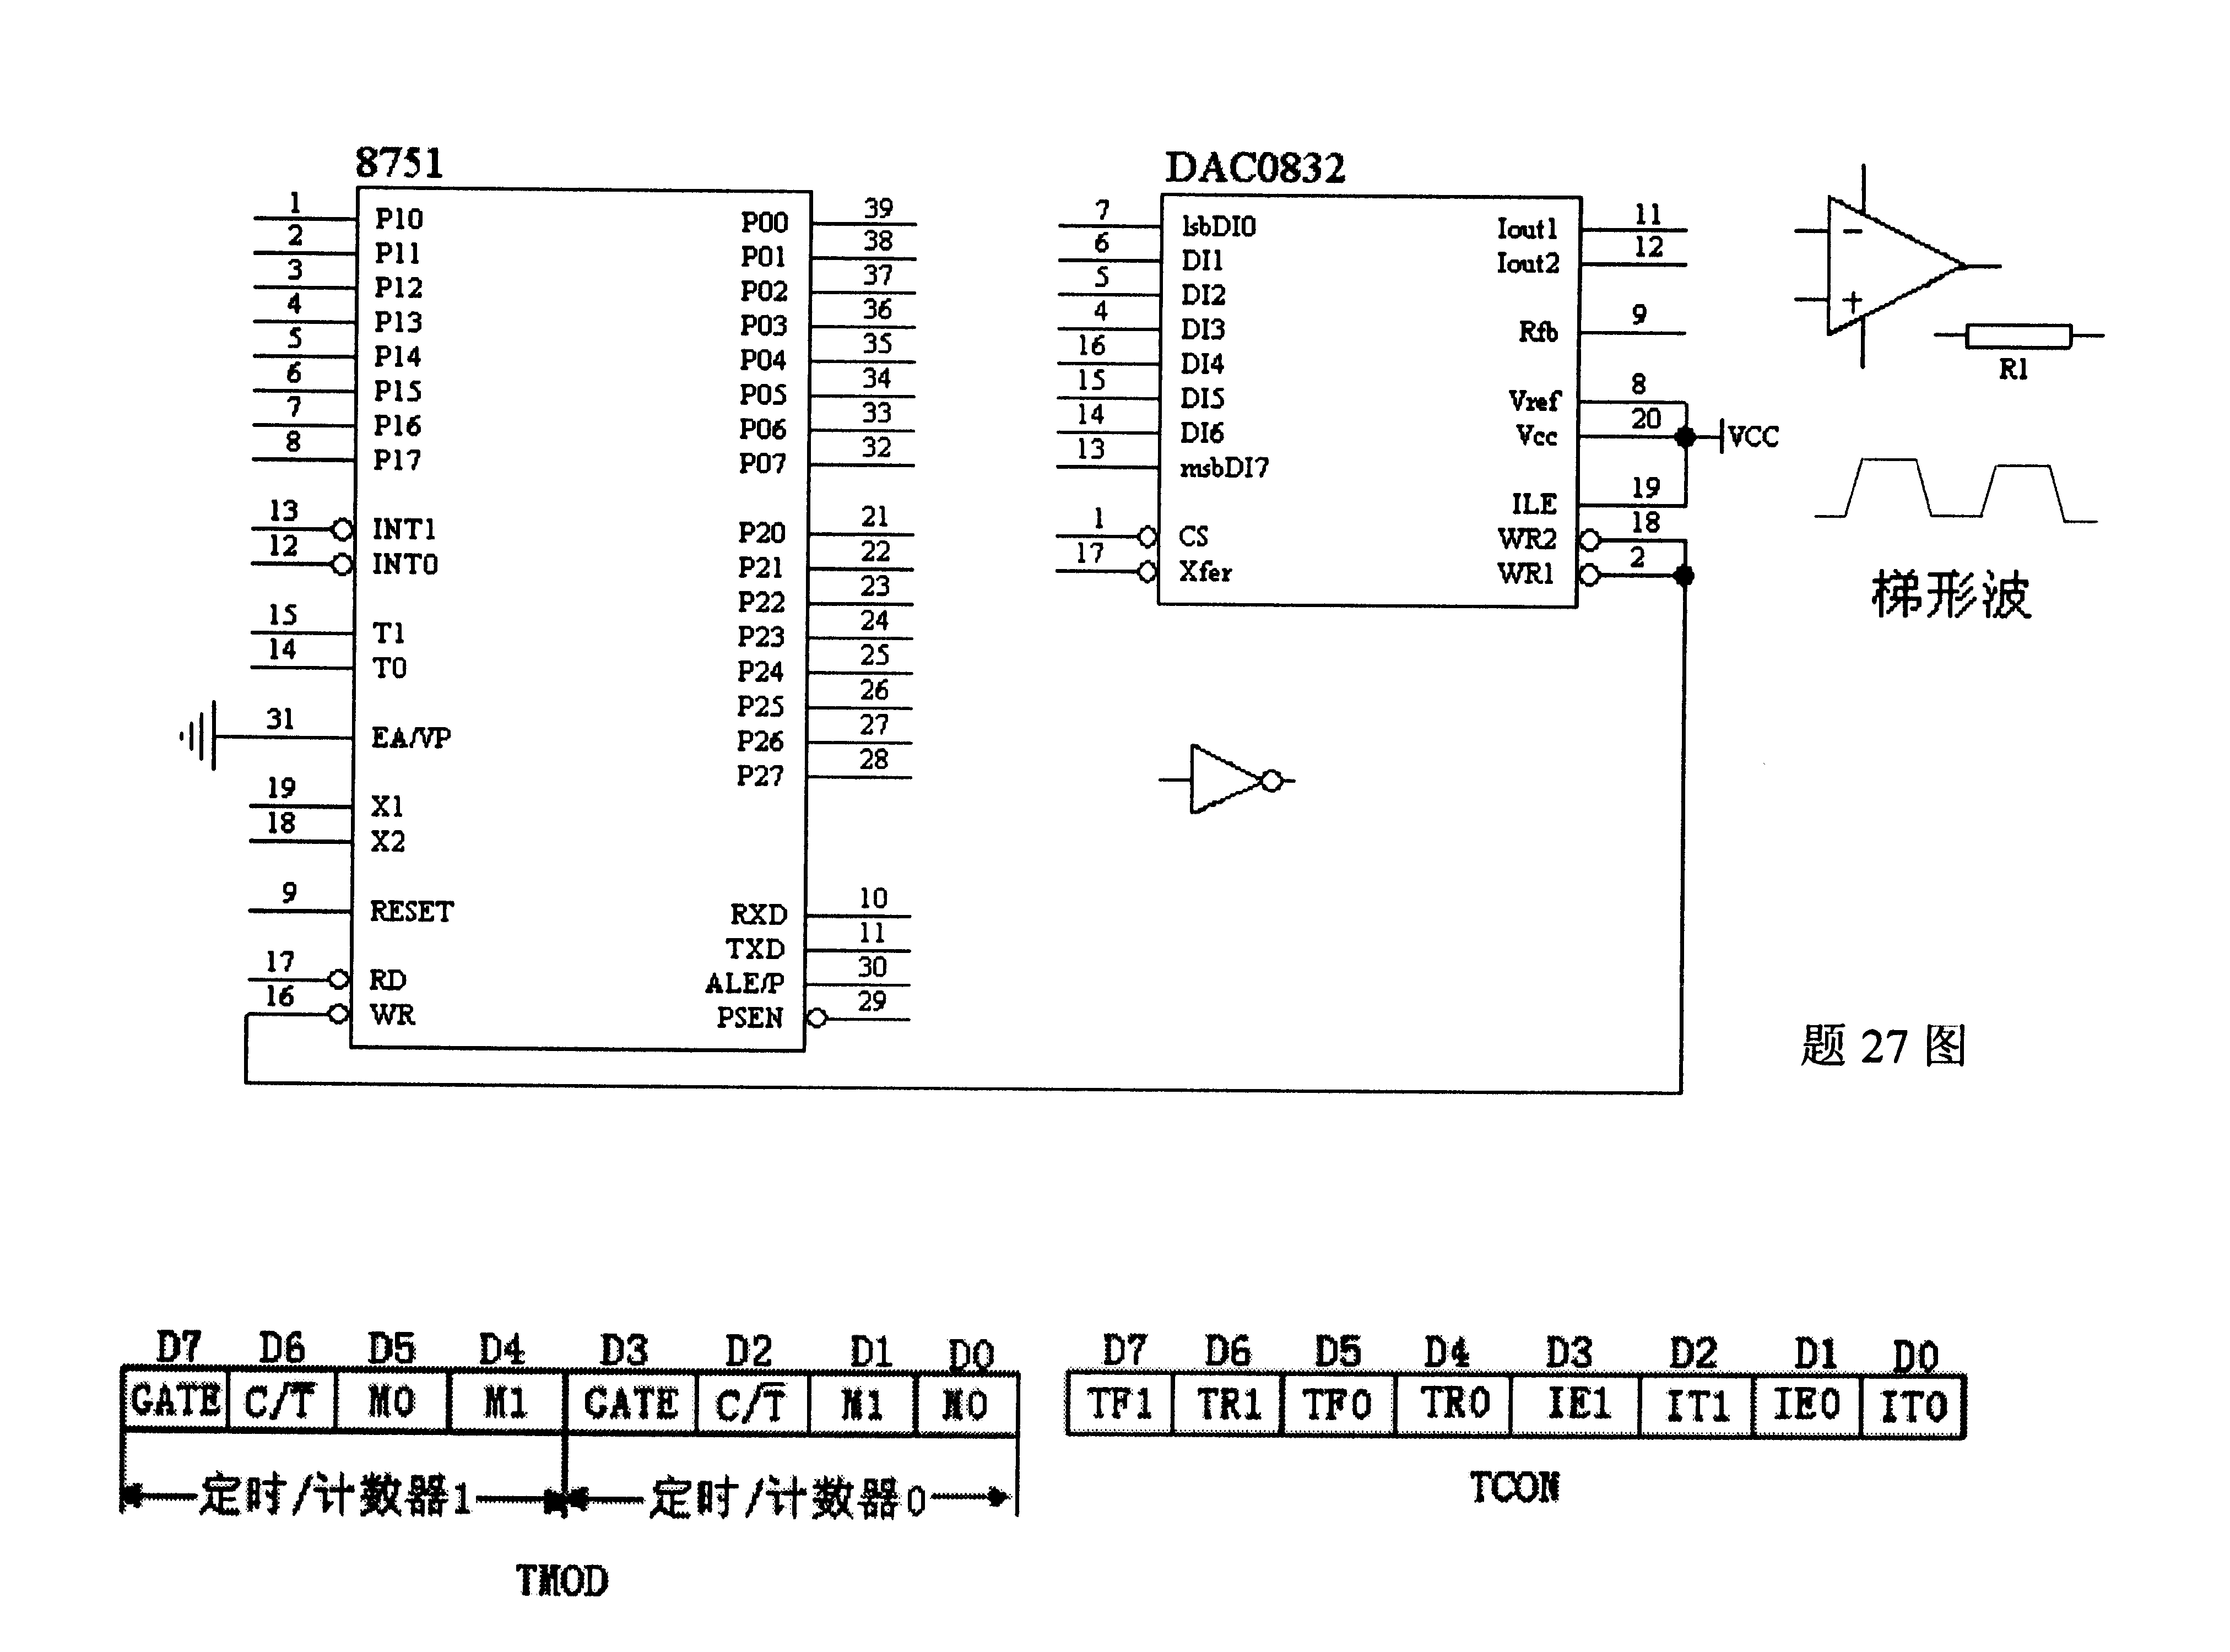 8751
DAC0832
1 P10 P00 39
2 P11 P01 38
3 P12 P02 37
4 P13 P03 36
5 P14 P04 35
6 P15 P05 34
7 P16 P06 33
8 P17 P07 32
13 INT1 P20 21
12 INT0 P21 22
P22 23
15 T1 P23 24
14 T0 P24 25
P25 26
31 EA/VP P26 27
P27 28
19 X1
18 X2
9 RESET RXD 10
TXD 11
17 RD ALE/P 30
16 WR PSEN 29
7 lsbDI0 Iout1 11
6 DI1 Iout2 12
5 DI2
4 DI3 Rfb 9
16 DI4
15 DI5 Vref 8
14 DI6 Vcc 20 VCC
13 msbDI7
ILE 19
1 CS WR2 18
17 Xfer WR1 2
−
+
R1
梯形波
题 27 图
D7 D6 D5 D4 D3 D2 D1 D0
GATE C/T̅ M0 M1 GATE C/T̅ M1 M0
定时/计数器1 定时/计数器0
TMOD
D7 D6 D5 D4 D3 D2 D1 D0
TF1 TR1 TF0 TR0 IE1 IT1 IE0 IT0
TCON